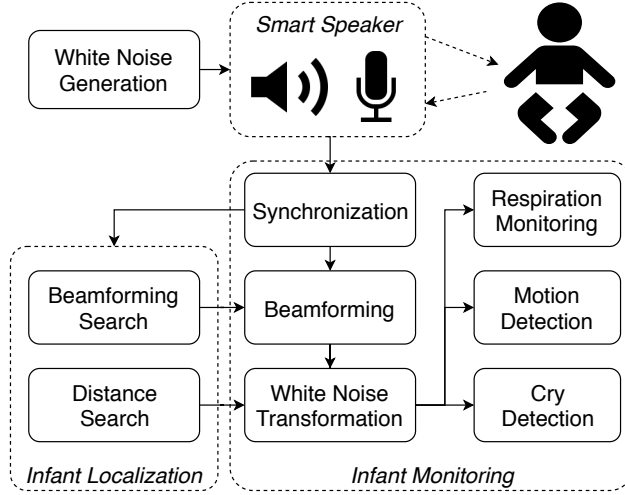 White Noise
Generation
Smart Speaker
Synchronization
Respiration
Monitoring
Beamforming
Search
Beamforming
Motion
Detection
Distance
Search
White Noise
Transformation
Cry
Detection
Infant Localization
Infant Monitoring